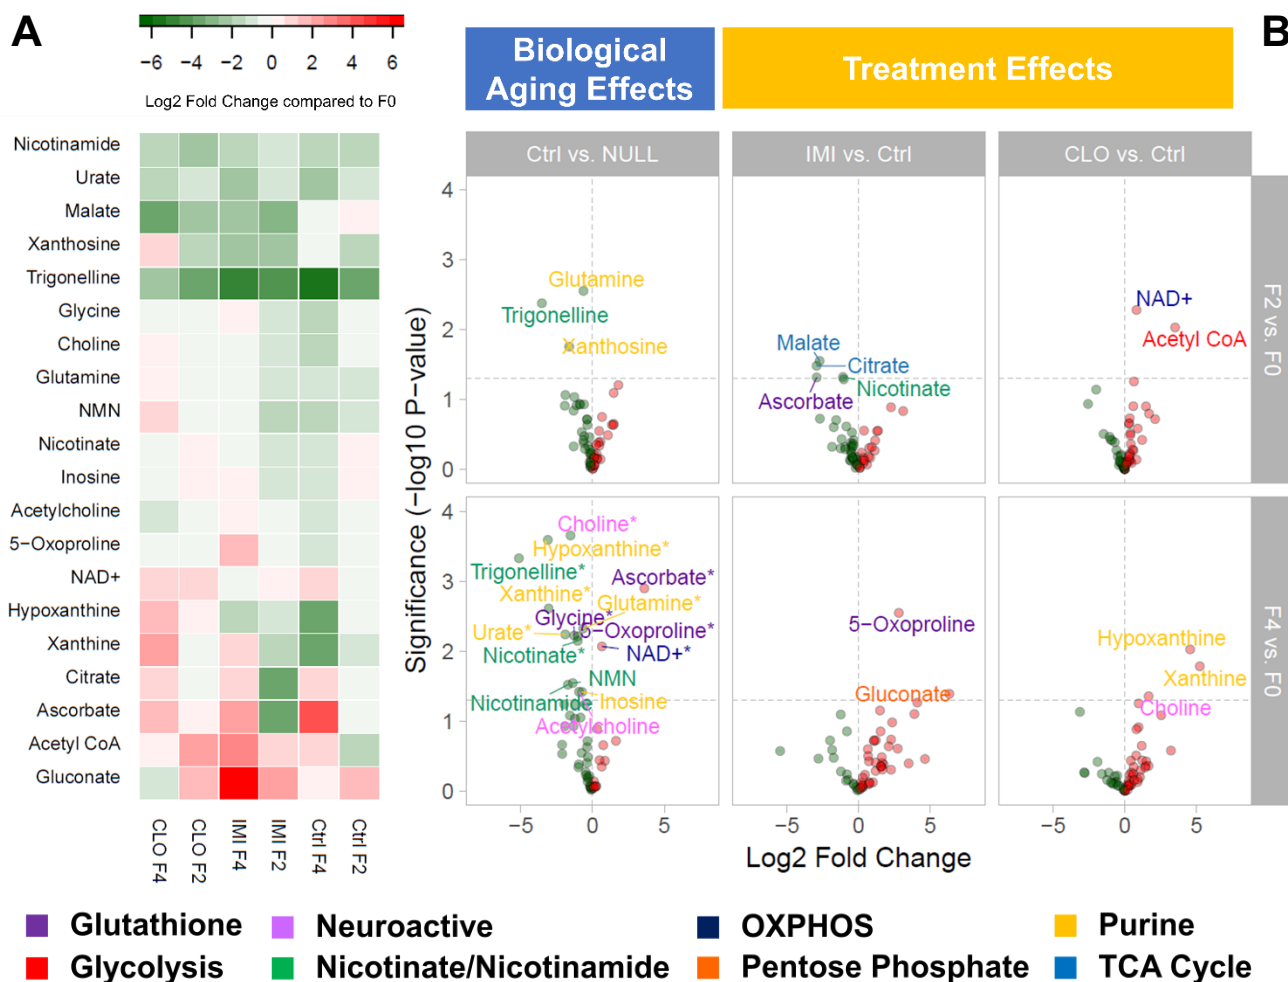 A
B
−6 −4 −2 0 2 4 6
Log2 Fold Change compared to F0
Nicotinamide
Urate
Malate
Xanthosine
Trigonelline
Glycine
Choline
Glutamine
NMN
Nicotinate
Inosine
Acetylcholine
5−Oxoproline
NAD+
Hypoxanthine
Xanthine
Citrate
Ascorbate
Acetyl CoA
Gluconate
CLO F4
CLO F2
IMI F4
IMI F2
Ctrl F4
Ctrl F2
Biological
Aging Effects
Treatment Effects
Ctrl vs. NULL
IMI vs. Ctrl
CLO vs. Ctrl
F2 vs. F0
F4 vs. F0
Significance (−log10 P−value)
4
3
2
1
0
Glutamine
Trigonelline
Xanthosine
Malate
Citrate
Nicotinate
Ascorbate
NAD+
Acetyl CoA
4
3
2
1
0
Choline*
Hypoxanthine*
Trigonelline*
Ascorbate*
Xanthine*
Glutamine*
Glycine*
Urate*
5−Oxoproline*
Nicotinate*
NAD+*
NMN
Nicotinamide
Inosine
Acetylcholine
5−Oxoproline
Gluconate
Hypoxanthine
Xanthine
Choline
−5 0 5
−5 0 5
−5 0 5
Log2 Fold Change
Glutathione
Neuroactive
OXPHOS
Purine
Glycolysis
Nicotinate/Nicotinamide
Pentose Phosphate
TCA Cycle